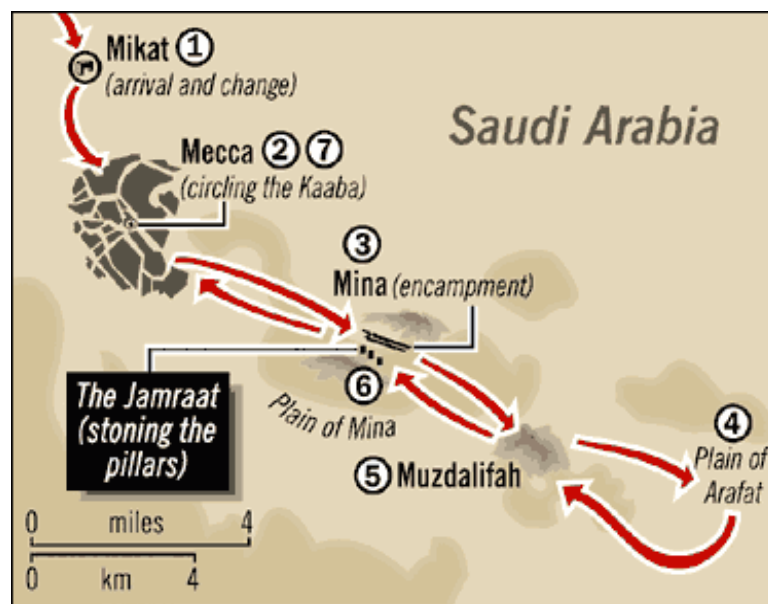 Mikat 1
(arrival and change)
Saudi Arabia
Mecca 2 7
(circling the Kaaba)
3
Mina (encampment)
The Jamraat
(stoning the
pillars)
6
Plain of Mina
4
Plain of
Arafat
5 Muzdalifah
0 miles 4
0 km 4